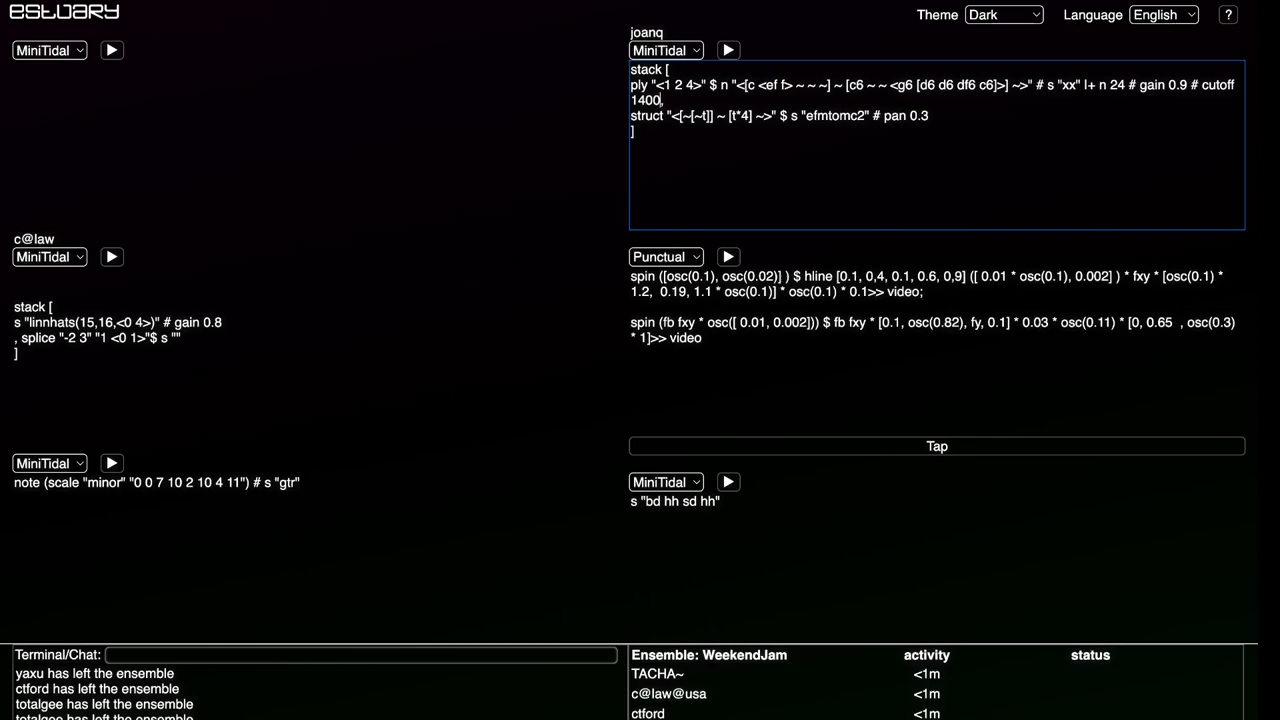 estuary
Theme Dark Language English ?
MiniTidal
joanq
MiniTidal
stack [
ply "<1 2 4>" $ n "<[c <ef f> ~ ~ ~] ~ [c6 ~ ~ <g6 [d6 d6 df6 c6]>] ~>" # s "xx" |+ n 24 # gain 0.9 # cutoff
1400,
struct "<[~[~t]] ~ [t*4] ~>" $ s "efmtomc2" # pan 0.3
]
c@law
MiniTidal
stack [
s "linnhats(15,16,<0 4>)" # gain 0.8
, splice "-2 3" "1 <0 1>"$ s ""
]
Punctual
spin ([osc(0.1), osc(0.02)] ) $ hline [0.1, 0,4, 0.1, 0.6, 0,9] ([ 0.01 * osc(0.1), 0.002] ) * fxy * [osc(0.1) *
1.2,  0.19, 1.1 * osc(0.1)] * osc(0.1) * 0.1>> video;
spin (fb fxy * osc([ 0.01, 0.002])) $ fb fxy * [0.1, osc(0.82), fy, 0.1] * 0.03 * osc(0.11) * [0, 0.65  , osc(0.3)
* 1]>> video
MiniTidal
note (scale "minor" "0 0 7 10 2 10 4 11") # s "gtr"
Tap
MiniTidal
s "bd hh sd hh"
Terminal/Chat:
yaxu has left the ensemble
ctford has left the ensemble
totalgee has left the ensemble
totalgee has left the ensemble
Ensemble: WeekendJam activity status
TACHA~ <1m
c@law@usa <1m
ctford <1m